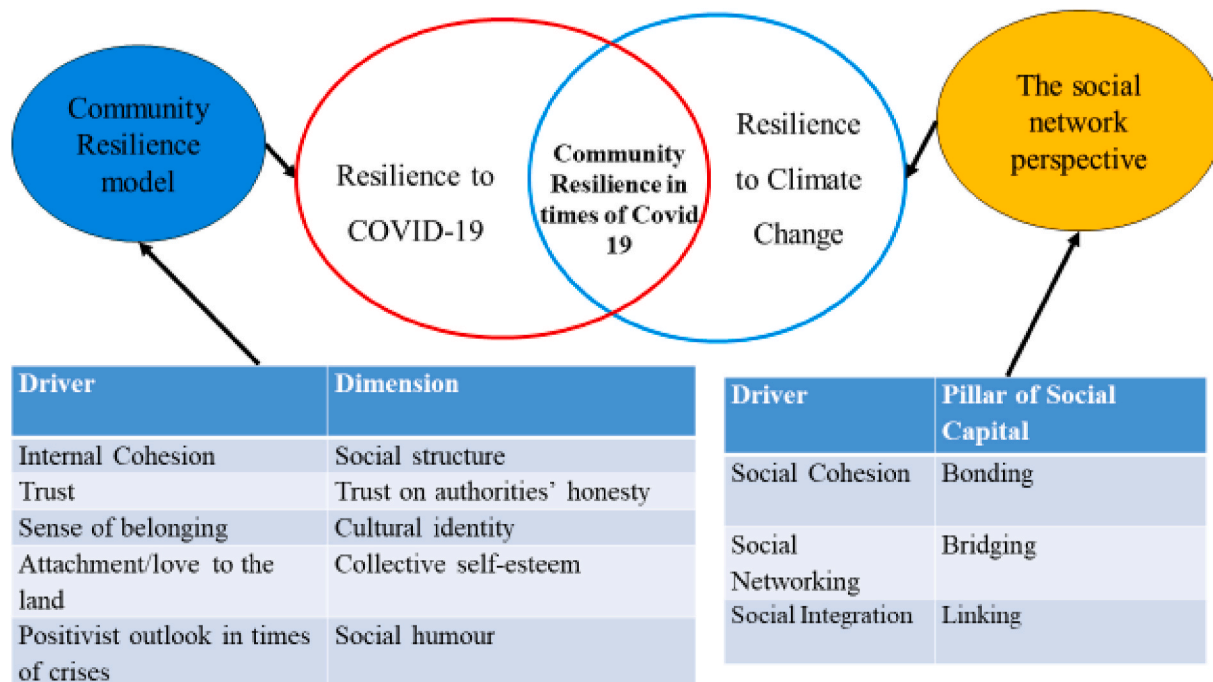 Community
Resilience
model
Resilience to
COVID-19
Community
Resilience in
times of Covid
19
Resilience
to Climate
Change
The social
network
perspective
Driver Dimension
Internal Cohesion Social structure
Trust Trust on authorities’ honesty
Sense of belonging Cultural identity
Attachment/love to the Collective self-esteem
land
Positivist outlook in times Social humour
of crises
Driver Pillar of Social
Capital
Social Cohesion Bonding
Social Bridging
Networking
Social Integration Linking